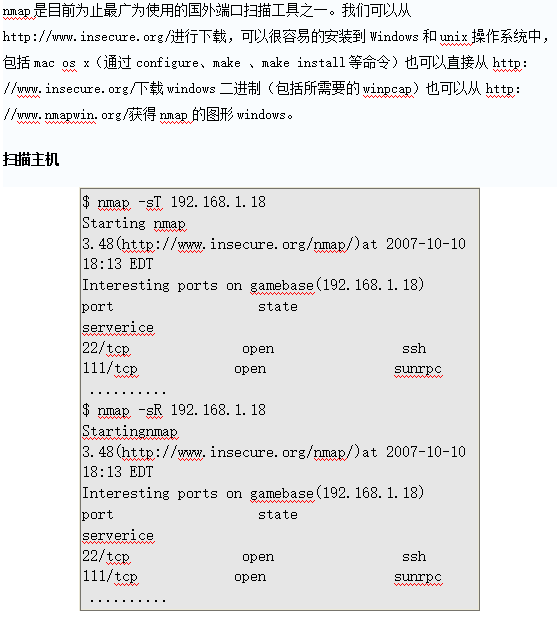 nmap是目前为止最广为使用的国外端口扫描工具之一。我们可以从
http://www.insecure.org/进行下载，可以很容易的安装到Windows和unix操作系统中，
包括mac os x（通过configure、make 、make install等命令）也可以直接从http：
//www.insecure.org/下载windows二进制（包括所需要的winpcap）也可以从http：
//www.nmapwin.org/获得nmap的图形windows。
扫描主机
$ nmap -sT 192.168.1.18
Starting nmap
3.48(http://www.insecure.org/nmap/)at 2007-10-10
18:13 EDT
Interesting ports on gamebase(192.168.1.18)
port state
serverice
22/tcp open ssh
111/tcp open sunrpc
..........
$ nmap -sR 192.168.1.18
Startingnmap
3.48(http://www.insecure.org/nmap/)at 2007-10-10
18:13 EDT
Interesting ports on gamebase(192.168.1.18)
port state
serverice
22/tcp open ssh
111/tcp open sunrpc
..........